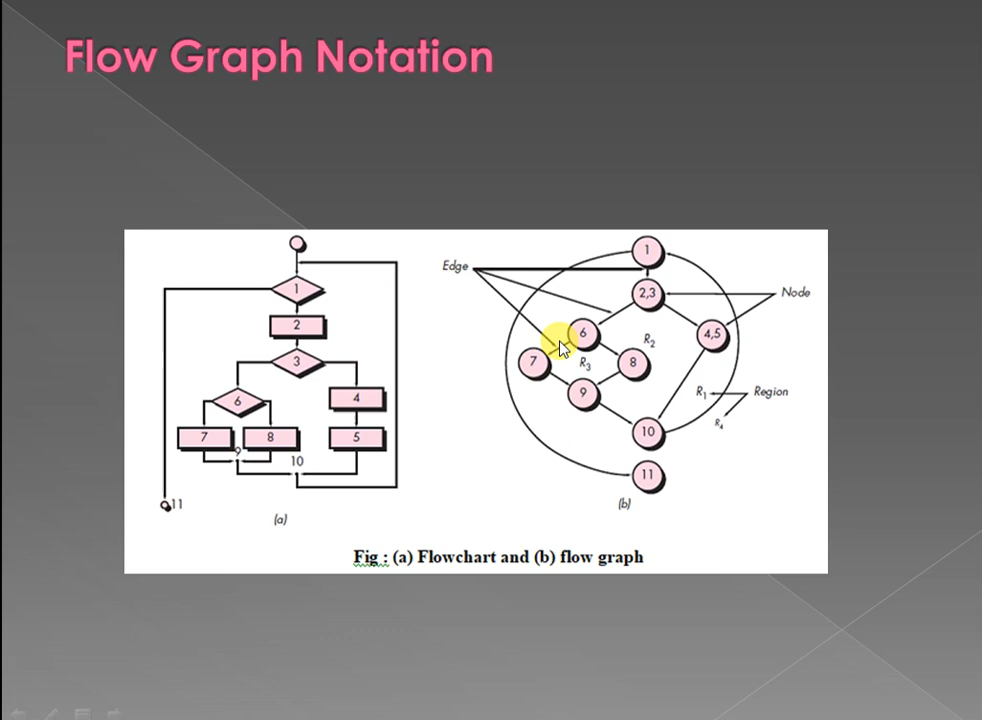 Flow Graph Notation
1
2
3
6
4
7
8
5
9
10
11
(a)
Edge
1
2,3
Node
6
4,5
R2
7
R3
8
9
R1
Region
R4
10
11
(b)
Fig : (a) Flowchart and (b) flow graph